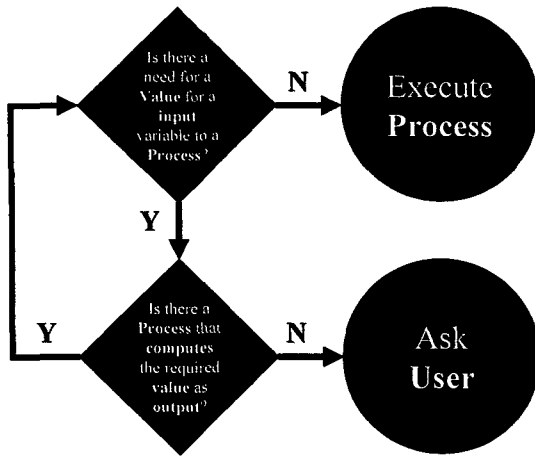 Is there a
need for a
Value for a
input
variable to a
Process?
N
Execute
Process
Y
Is there a
Process that
computes
the required
value as
output?
Y
N
Ask
User